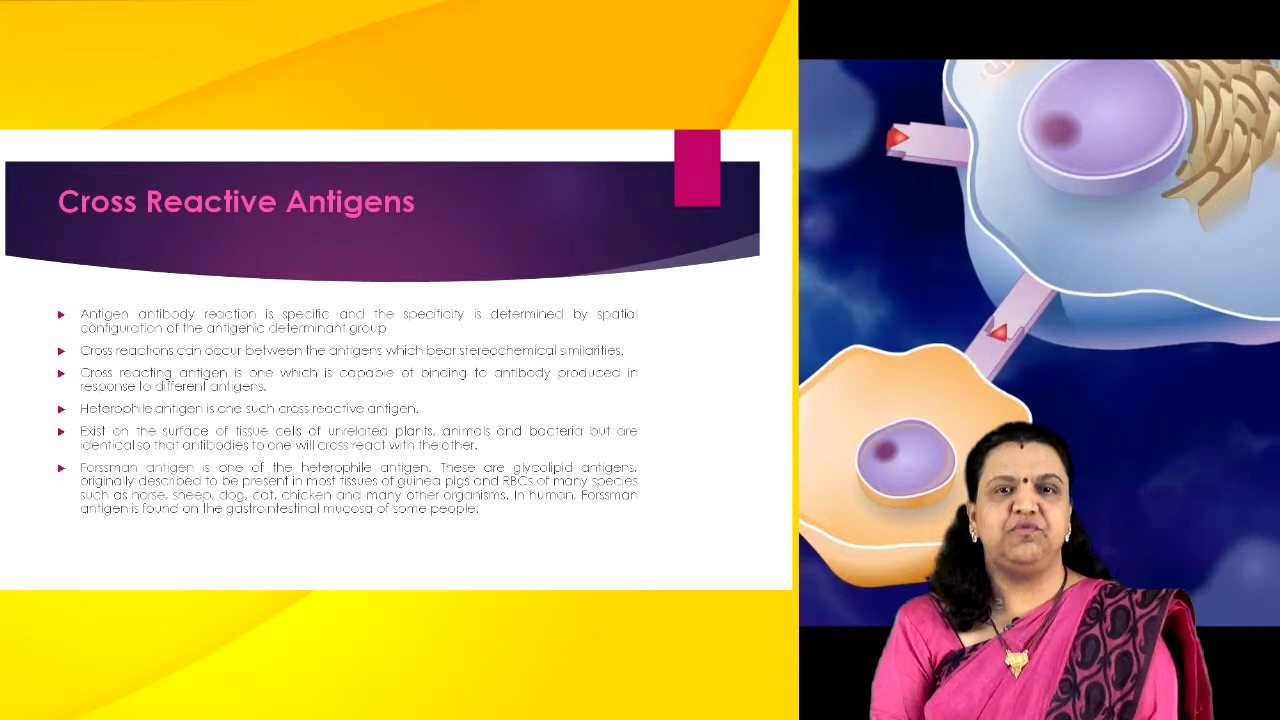 Cross Reactive Antigens
Antigen antibody reaction is specific and the specificity is determined by spatial
configuration of the antigenic determinant group
Cross reactions can occur between the antigens which bear stereochemical similarities.
Cross reacting antigen is one which is capable of binding to antibody produced in
response to different antigens.
Heterophile antigen is one such cross reactive antigen.
Exist on the surface of tissue cells of unrelated plants, animals and bacteria but are
identical so that antibodies to one will cross react with the other.
Forssman antigen is one of the heterophile antigen. These are glycolipid antigens,
originally described to be present in tissues of guinea pigs and RBCs of many species
such as horse, sheep, dog, cat, chicken and many other organisms. In human, Forssman
antigen is found on the gastrointestinal mucosa of some people.